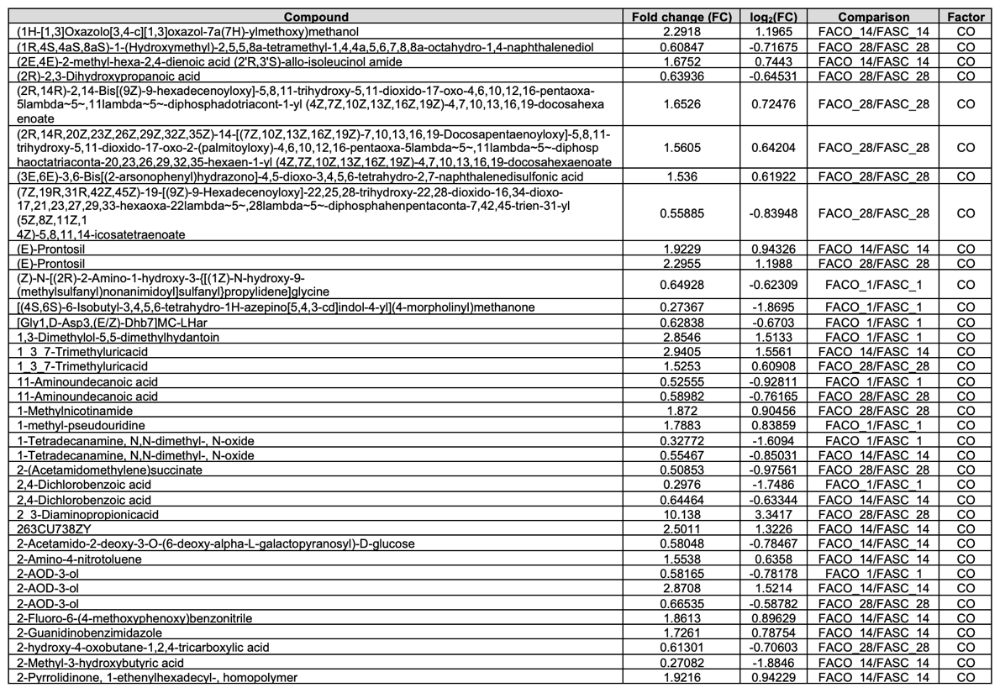 Compound Fold change (FC) log₂(FC) Comparison Factor
(1H-[1,3]Oxazolo[3,4-c][1,3]oxazol-7a(7H)-ylmethoxy)methanol 2.2918 1.1965 FACO_14/FASC_14 CO
(1R,4S,4aS,8aS)-1-(Hydroxymethyl)-2,5,5,8a-tetramethyl-1,4,4a,5,6,7,8,8a-octahydro-1,4-naphthalenediol 0.60847 -0.71675 FACO_28/FASC_28 CO
(2E,4E)-2-methyl-hexa-2,4-dienoic acid (2'R,3'S)-allo-isoleucinol amide 1.6752 0.7443 FACO_14/FASC_14 CO
(2R)-2,3-Dihydroxypropanoic acid 0.63936 -0.64531 FACO_28/FASC_28 CO
(2R,14R)-2,14-Bis[(9Z)-9-hexadecenoyloxy]-5,8,11-trihydroxy-5,11-dioxido-17-oxo-4,6,10,12,16-pentaoxa-
5lambda~5~,11lambda~5~-diphosphadotriacont-1-yl (4Z,7Z,10Z,13Z,16Z,19Z)-4,7,10,13,16,19-docosahexa
enoate 1.6526 0.72476 FACO_28/FASC_28 CO
(2R,14R,20Z,23Z,26Z,29Z,32Z,35Z)-14-[(7Z,10Z,13Z,16Z,19Z)-7,10,13,16,19-Docosapentaenoyloxy]-5,8,11-
trihydroxy-5,11-dioxido-17-oxo-2-(palmitoyloxy)-4,6,10,12,16-pentaoxa-5lambda~5~,11lambda~5~-diphosp
haoctatriaconta-20,23,26,29,32,35-hexaen-1-yl (4Z,7Z,10Z,13Z,16Z,19Z)-4,7,10,13,16,19-docosahexaenoate 1.5605 0.64204 FACO_28/FASC_28 CO
(3E,6E)-3,6-Bis[(2-arsonophenyl)hydrazono]-4,5-dioxo-3,4,5,6-tetrahydro-2,7-naphthalenedisulfonic acid 1.536 0.61922 FACO_28/FASC_28 CO
(7Z,19R,31R,42Z,45Z)-19-[(9Z)-9-Hexadecenoyloxy]-22,25,28-trihydroxy-22,28-dioxido-16,34-dioxo-
17,21,23,27,29,33-hexaoxa-22lambda~5~,28lambda~5~-diphosphahenpentaconta-7,42,45-trien-31-yl
(5Z,8Z,11Z,1
4Z)-5,8,11,14-icosatetraenoate 0.55885 -0.83948 FACO_28/FASC_28 CO
(E)-Prontosil 1.9229 0.94326 FACO_14/FASC_14 CO
(E)-Prontosil 2.2955 1.1988 FACO_28/FASC_28 CO
(Z)-N-[(2R)-2-Amino-1-hydroxy-3-{[(1Z)-N-hydroxy-9-
(methylsulfanyl)nonanimidoyl]sulfanyl}propylidene]glycine 0.64928 -0.62309 FACO_1/FASC_1 CO
[(4S,6S)-6-Isobutyl-3,4,5,6-tetrahydro-1H-azepino[5,4,3-cd]indol-4-yl](4-morpholinyl)methanone 0.27367 -1.8695 FACO_1/FASC_1 CO
[Gly1,D-Asp3,(E/Z)-Dhb7]MC-LHar 0.62838 -0.6703 FACO_1/FASC_1 CO
1,3-Dimethylol-5,5-dimethylhydantoin 2.8546 1.5133 FACO_1/FASC_1 CO
1_3_7-Trimethyluricacid 2.9405 1.5561 FACO_14/FASC_14 CO
1_3_7-Trimethyluricacid 1.5253 0.60908 FACO_28/FASC_28 CO
11-Aminoundecanoic acid 0.52555 -0.92811 FACO_1/FASC_1 CO
11-Aminoundecanoic acid 0.58982 -0.76165 FACO_28/FASC_28 CO
1-Methylnicotinamide 1.872 0.90456 FACO_28/FASC_28 CO
1-methyl-pseudouridine 1.7883 0.83859 FACO_1/FASC_1 CO
1-Tetradecanamine, N,N-dimethyl-, N-oxide 0.32772 -1.6094 FACO_1/FASC_1 CO
1-Tetradecanamine, N,N-dimethyl-, N-oxide 0.55467 -0.85031 FACO_14/FASC_14 CO
2-(Acetamidomethylene)succinate 0.50853 -0.97561 FACO_28/FASC_28 CO
2,4-Dichlorobenzoic acid 0.2976 -1.7486 FACO_1/FASC_1 CO
2,4-Dichlorobenzoic acid 0.64464 -0.63344 FACO_14/FASC_14 CO
2_3-Diaminopropionicacid 10.138 3.3417 FACO_28/FASC_28 CO
263CU738ZY 2.5011 1.3226 FACO_14/FASC_14 CO
2-Acetamido-2-deoxy-3-O-(6-deoxy-alpha-L-galactopyranosyl)-D-glucose 0.58048 -0.78467 FACO_14/FASC_14 CO
2-Amino-4-nitrotoluene 1.5538 0.6358 FACO_14/FASC_14 CO
2-AOD-3-ol 0.58165 -0.78178 FACO_1/FASC_1 CO
2-AOD-3-ol 2.8708 1.5214 FACO_14/FASC_14 CO
2-AOD-3-ol 0.66535 -0.58782 FACO_28/FASC_28 CO
2-Fluoro-6-(4-methoxyphenoxy)benzonitrile 1.8613 0.89629 FACO_14/FASC_14 CO
2-Guanidinobenzimidazole 1.7261 0.78754 FACO_14/FASC_14 CO
2-hydroxy-4-oxobutane-1,2,4-tricarboxylic acid 0.61301 -0.70603 FACO_28/FASC_28 CO
2-Methyl-3-hydroxybutyric acid 0.27082 -1.8846 FACO_14/FASC_14 CO
2-Pyrrolidinone, 1-ethenylhexadecyl-, homopolymer 1.9216 0.94229 FACO_14/FASC_14 CO